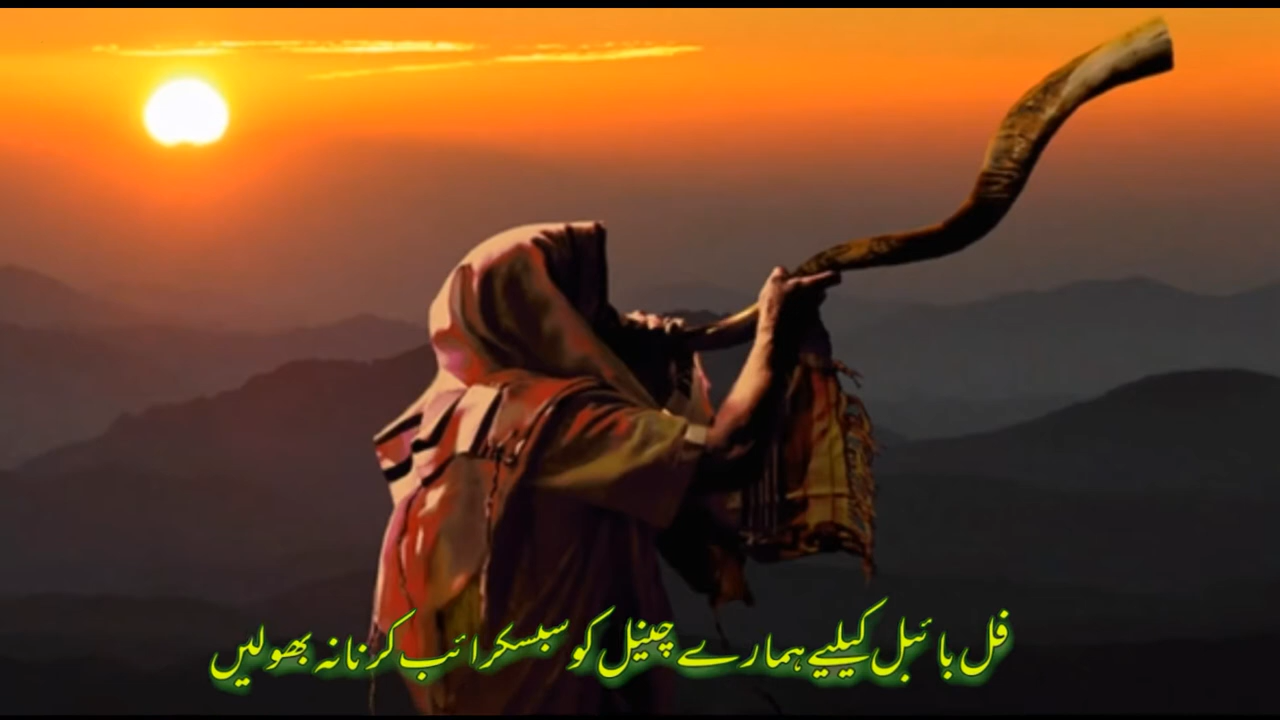 فل بائبل کیلیے ہمارے چینل کو سبسکرائب کرنا نہ بھولیں